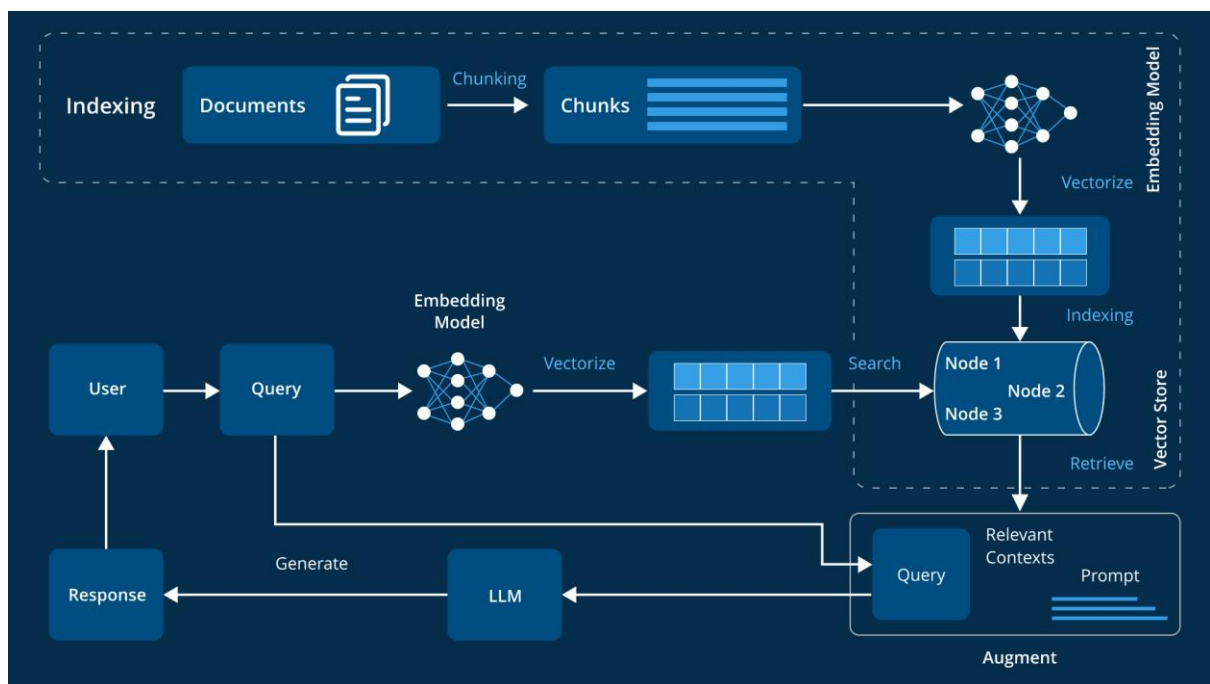 Indexing
Documents
Chunking
Chunks
Embedding Model
Vectorize
Indexing
Embedding
Model
User
Query
Vectorize
Search
Node 1
Node 2
Node 3
Vector Store
Retrieve
Response
Generate
LLM
Query
Relevant
Contexts
Prompt
Augment